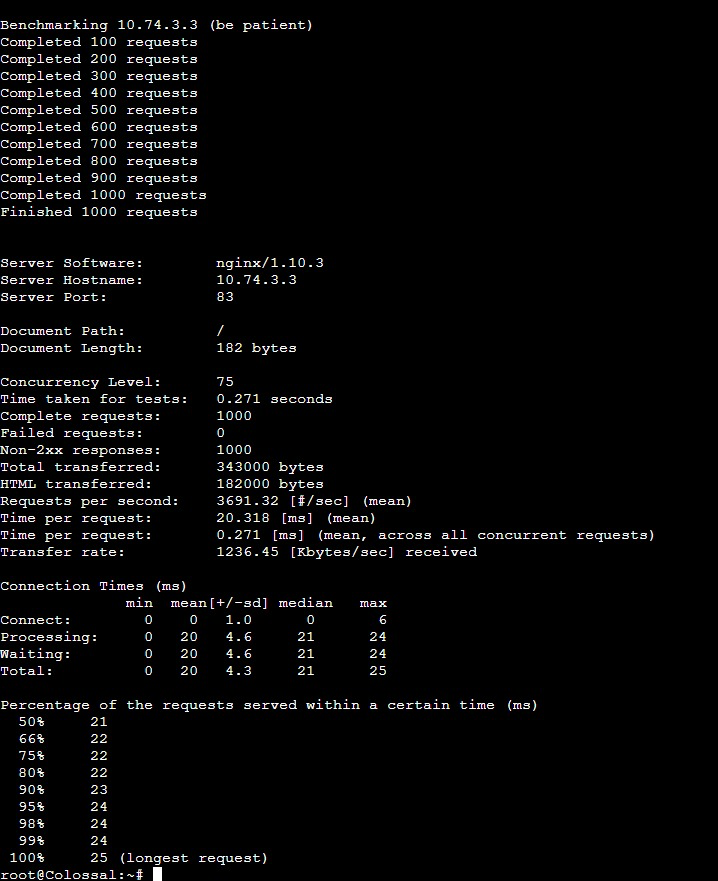 Benchmarking 10.74.3.3 (be patient)
Completed 100 requests
Completed 200 requests
Completed 300 requests
Completed 400 requests
Completed 500 requests
Completed 600 requests
Completed 700 requests
Completed 800 requests
Completed 900 requests
Completed 1000 requests
Finished 1000 requests


Server Software:        nginx/1.10.3
Server Hostname:        10.74.3.3
Server Port:            83

Document Path:          /
Document Length:        182 bytes

Concurrency Level:      75
Time taken for tests:   0.271 seconds
Complete requests:      1000
Failed requests:        0
Non-2xx responses:      1000
Total transferred:      343000 bytes
HTML transferred:       182000 bytes
Requests per second:    3691.32 [#/sec] (mean)
Time per request:       20.318 [ms] (mean)
Time per request:       0.271 [ms] (mean, across all concurrent requests)
Transfer rate:          1236.45 [Kbytes/sec] received

Connection Times (ms)
              min  mean[+/-sd] median   max
Connect:        0    0   1.0      0       6
Processing:     0   20   4.6     21      24
Waiting:        0   20   4.6     21      24
Total:          0   20   4.3     21      25

Percentage of the requests served within a certain time (ms)
  50%     21
  66%     22
  75%     22
  80%     22
  90%     23
  95%     24
  98%     24
  99%     24
 100%     25 (longest request)
root@Colossal:~#